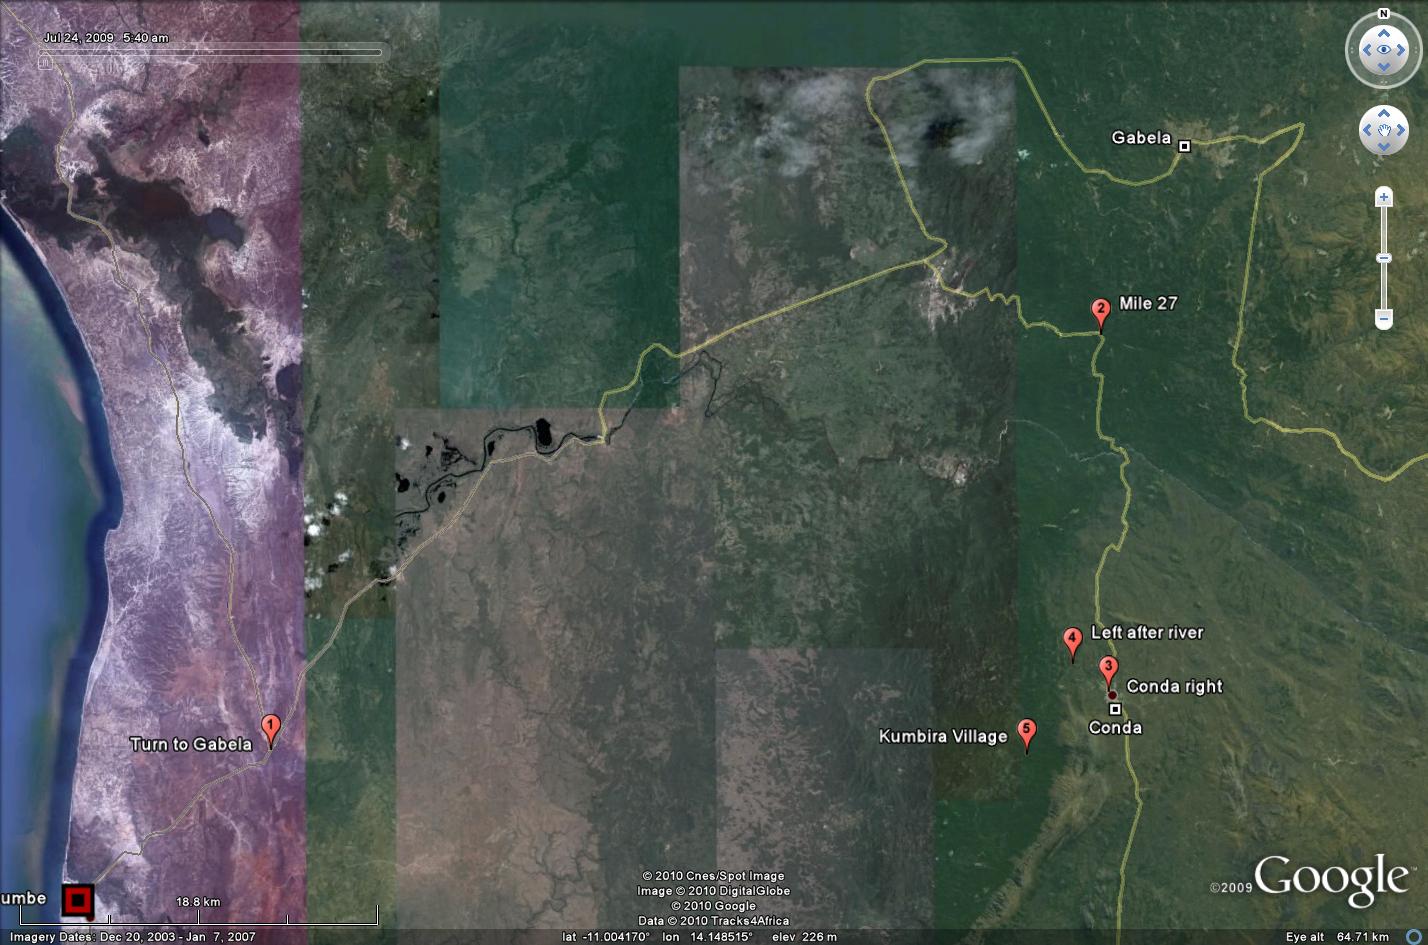 Jul 24, 2009 5:40 am
N
Gabela
2 Mile 27
4 Left after river
3 Conda right
Conda
5 Kumbira Village
1 Turn to Gabela
umbe
18.8 km
© 2010 Cnes/Spot Image
Image © 2010 DigitalGlobe
© 2010 Google
Data © 2010 Tracks4Africa
©2009 Google™
Imagery Dates: Dec 20, 2003 - Jan 7, 2007
lat -11.004170° lon 14.148515° elev 226 m
Eye alt 64.71 km